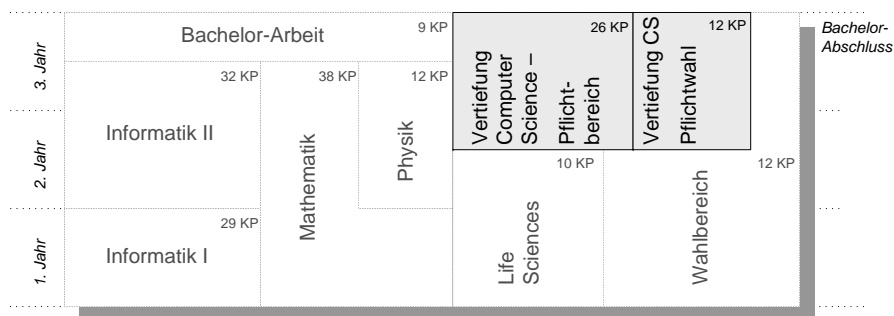 3. Jahr
Bachelor-Arbeit
9 KP
Vertiefung
Computer
Science –
Pflicht-
bereich
26 KP
Vertiefung CS
Pflichtwahl
12 KP
Bachelor-
Abschluss
32 KP
38 KP
12 KP
Informatik II
Mathematik
Physik
2. Jahr
10 KP
12 KP
29 KP
1. Jahr
Informatik I
Life
Sciences
Wahlbereich